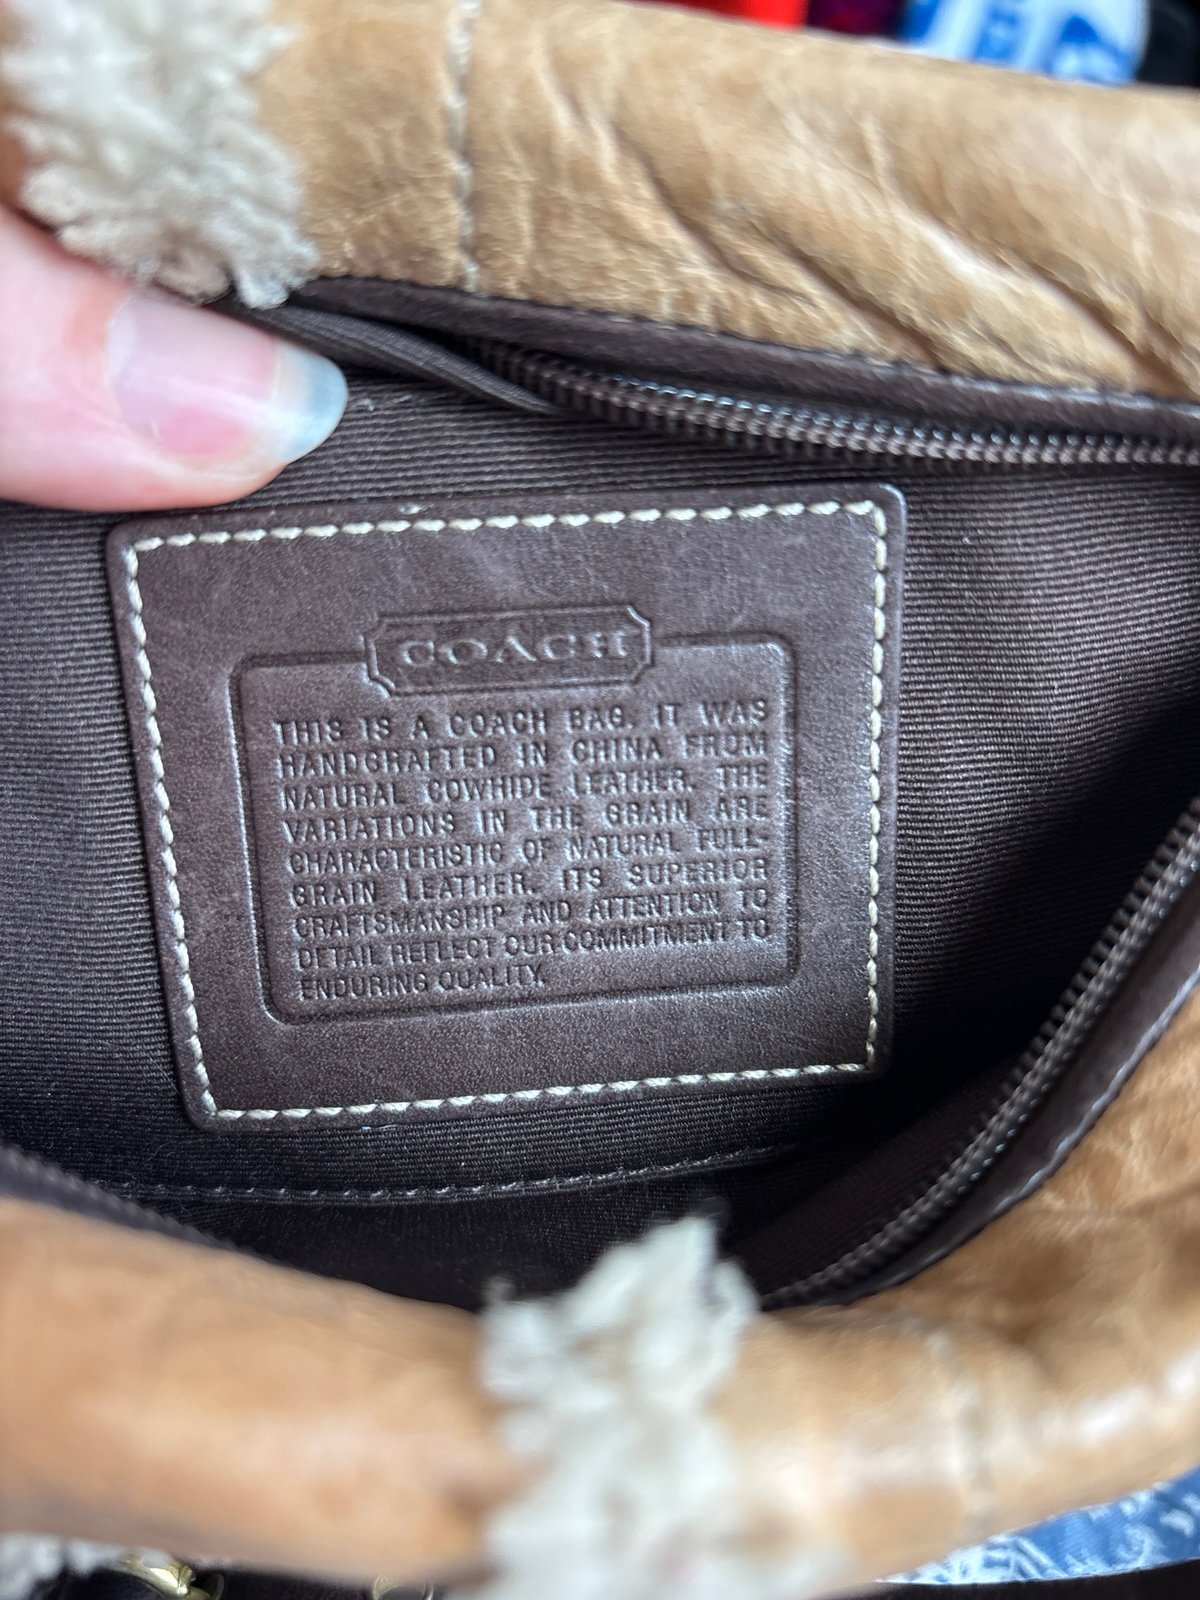 COACH
THIS IS A COACH BAG. IT WAS
HANDCRAFTED IN CHINA FROM
NATURAL COWHIDE LEATHER. THE
VARIATIONS IN THE GRAIN ARE
CHARACTERISTIC OF NATURAL FULL-
GRAIN LEATHER. ITS SUPERIOR
CRAFTSMANSHIP AND ATTENTION TO
DETAIL REFLECT OUR COMMITMENT TO
ENDURING QUALITY.